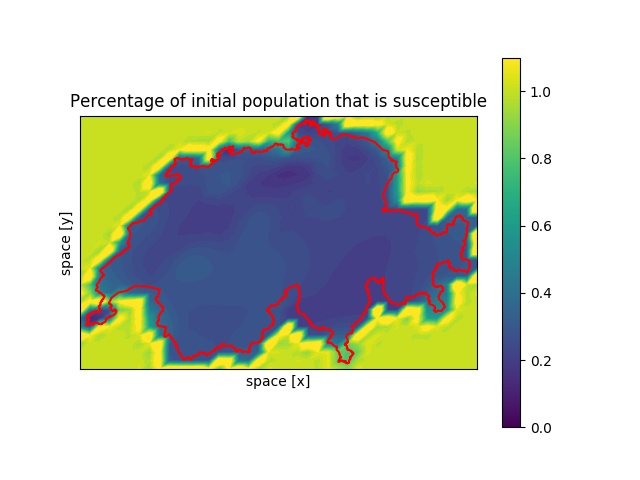 Percentage of initial population that is susceptible
space [y]
space [x]
1.0
0.8
0.6
0.4
0.2
0.0